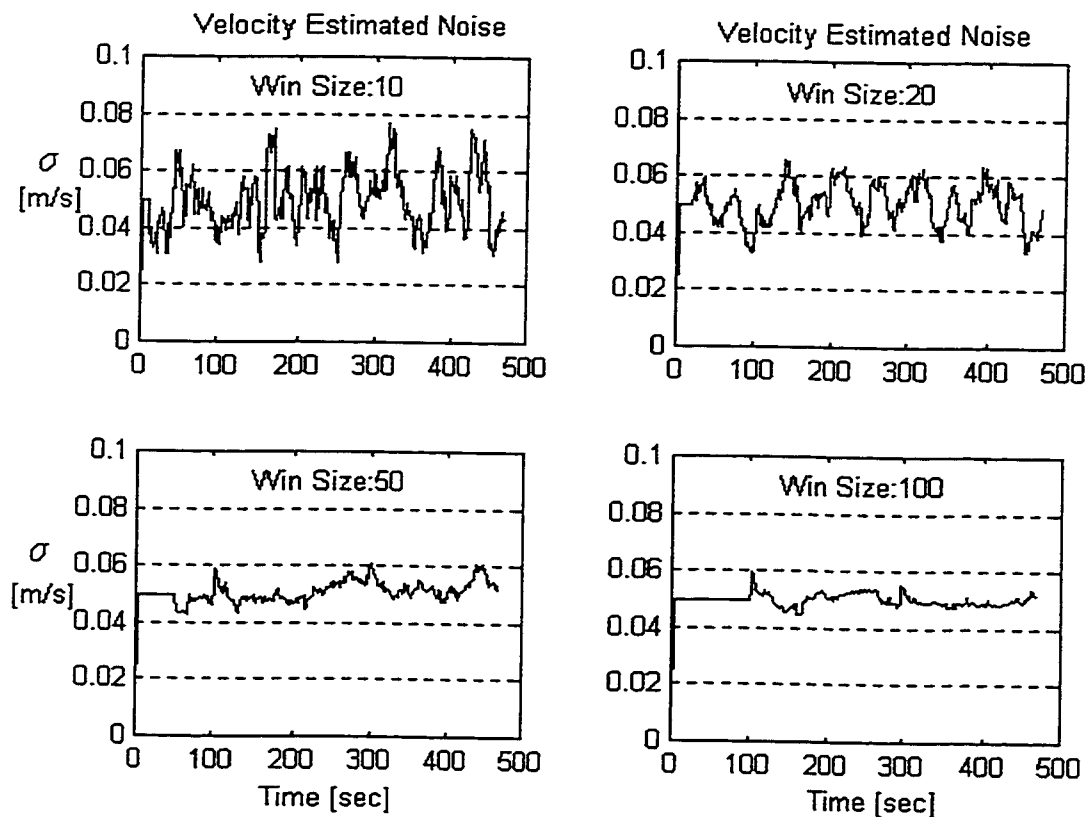 Velocity Estimated Noise
0.1
Win Size:10
0.08
σ
0.06
[m/s]
0.04
0.02
0
0 100 200 300 400 500
Velocity Estimated Noise
0.1
Win Size:20
0.08
0.06
0.04
0.02
0
0 100 200 300 400 500
0.1
Win Size:50
0.08
σ
0.06
[m/s]
0.04
0.02
0
0 100 200 300 400 500
Time [sec]
0.1
Win Size:100
0.08
0.06
0.04
0.02
0
0 100 200 300 400 500
Time [sec]